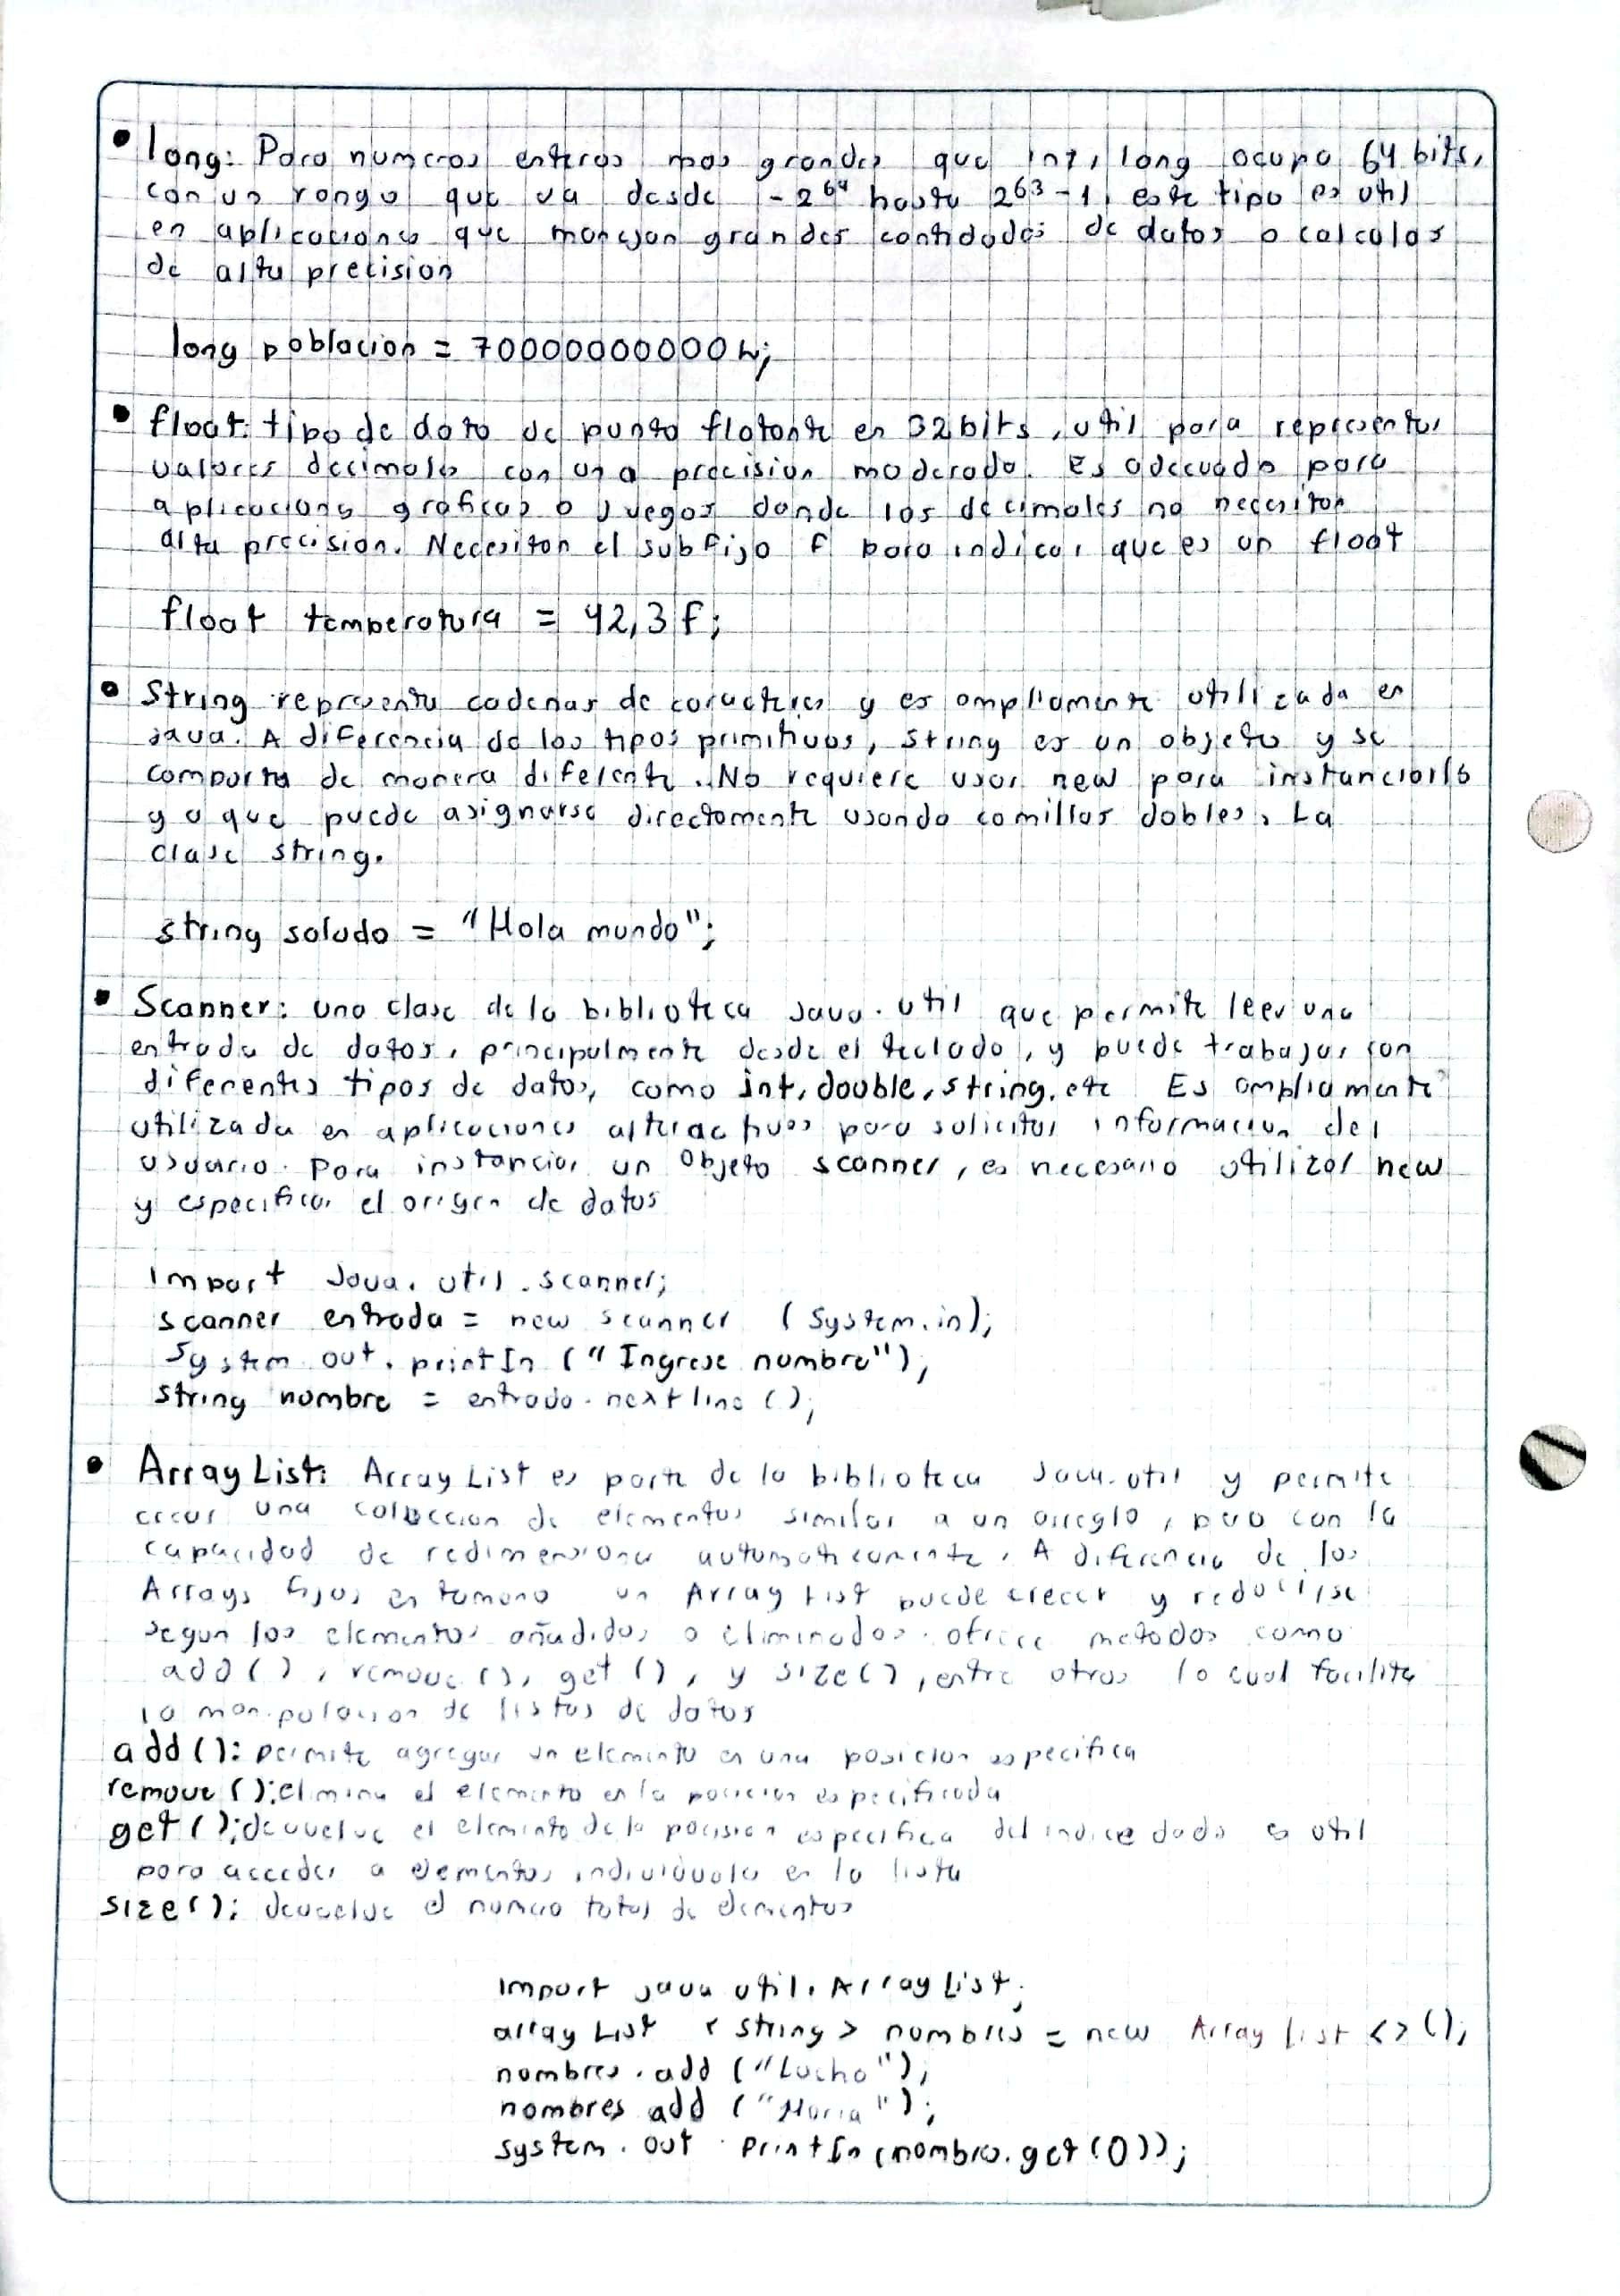 • long: Para numeros enteros mas grandes que int, long ocupa 64 bits,
con un rango que va desde -2^64 hasta 2^63-1, este tipo es util
en aplicaciones que manejan grandes cantidades de datos o calculos
de alta precision
long poblacion = 70000000000L;
• float: tipo de dato de punto flotante en 32 bits, util para representar
valores decimales con una precision moderada. Es adecuado para
aplicaciones graficas o juegos donde los decimales no necesitan
alta precision. Necesitan el subfijo f para indicar que es un float
float temperatura = 42,3f;
• String representa cadenas de caracteres y es ampliamente utilizada en
java. A diferencia de los tipos primitivos, string es un objeto y se
comporta de manera diferente. No requiere usar new para instanciarlo
ya que puede asignarse directamente usando comillas dobles, La
clase string.
string saludo = "Hola mundo";
• Scanner: una clase de la biblioteca Java.util que permite leer una
entrada de datos, principalmente desde el teclado, y puede trabajar con
diferentes tipos de datos, como int, double, string, etc Es ampliamente
utilizada en aplicaciones alteractivas para solicitar informacion del
usuario. Para instanciar un Objeto scanner, es necesario utilizar new
y especificar el origen de datos
import Java.util.scanner;
scanner entrada = new scanner (System.in);
System out.printIn ("Ingrese nombre");
string nombre = entrada.nextline ();
• Array List: Array List es parte de la biblioteca Java.util y permite
crear una coleccion de elementos similar a un arreglo, pero con la
capacidad de redimensionar automaticamente. A diferencia de los
Arrays fijos en tamano un Array List puede crecer y reducirse
segun los elementos añadidos o eliminados. ofrece metodos como
add(), remove(), get(), y size(), entre otros lo cual facilita
la manipulacion de listas de datos
add(): permite agregar un elemento en una posicion especifica
remove(): elimina el elemento en la posicion especificada
get(): devuelve el elemento de la posision especifica del indice dado es util
para acceder a elementos individuales en la lista
size(): devuelve el numero total de elementos
import java util.ArrayList;
array List <string> nombres = new Array list <>();
nombres.add ("Lucho");
nombres add ("Maria");
system.out.printIn (nombres.get(0));